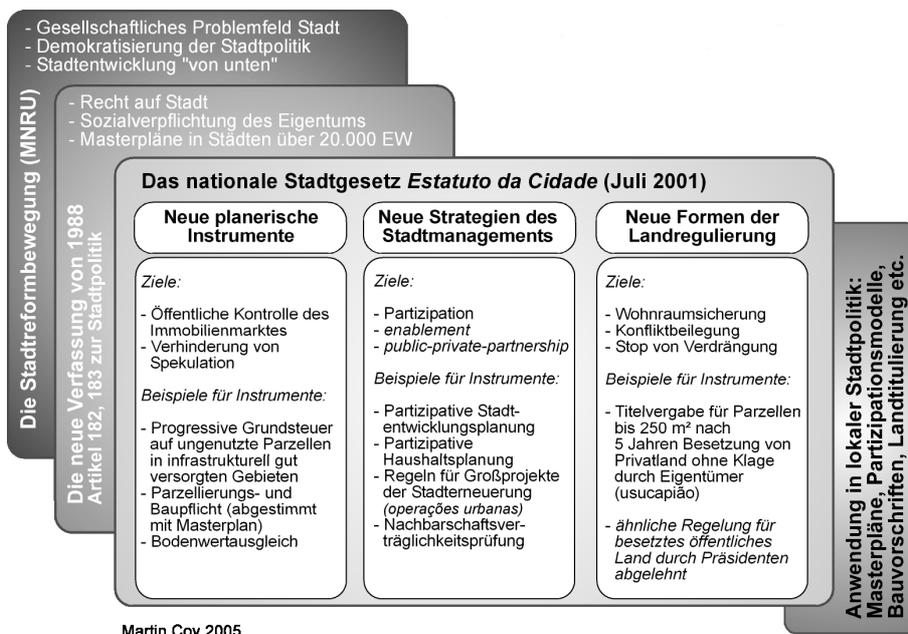 - Gesellschaftliches Problemfeld Stadt
- Demokratisierung der Stadtpolitik
- Stadtentwicklung "von unten"
Die Stadtreformbewegung (MNRU)
- Recht auf Stadt
- Sozialverpflichtung des Eigentums
- Masterpläne in Städten über 20.000 EW
Die neue Verfassung von 1988
Artikel 182, 183 zur Stadtpolitik
Das nationale Stadtgesetz Estatuto da Cidade (Juli 2001)
Neue planerische
Instrumente
Ziele:
- Öffentliche Kontrolle des
Immobilienmarktes
- Verhinderung von
Spekulation
Beispiele für Instrumente:
- Progressive Grundsteuer
auf ungenutzte Parzellen
in infrastrukturell gut
versorgten Gebieten
- Parzellierungs- und
Baupflicht (abgestimmt
mit Masterplan)
- Bodenwertausgleich
Neue Strategien des
Stadtmanagements
Ziele:
- Partizipation
- enablement
- public-private-partnership
Beispiele für Instrumente:
- Partizipative Stadt-
entwicklungsplanung
- Partizipative
Haushaltsplanung
- Regeln für Großprojekte
der Stadterneuerung
(operações urbanas)
- Nachbarschaftsver-
träglichkeitsprüfung
Neue Formen der
Landregulierung
Ziele:
- Wohnraumsicherung
- Konfliktbeilegung
- Stop von Verdrängung
Beispiele für Instrumente:
- Titelvergabe für Parzellen
bis 250 m² nach
5 Jahren Besetzung von
Privatland ohne Klage
durch Eigentümer
(usucapião)
- ähnliche Regelung für
besetztes öffentliches
Land durch Präsidenten
abgelehnt
Anwendung in lokaler Stadtpolitik:
Masterpläne, Partizipationsmodelle,
Bauvorschriften, Landtitulierung etc.
Martin Coy 2005